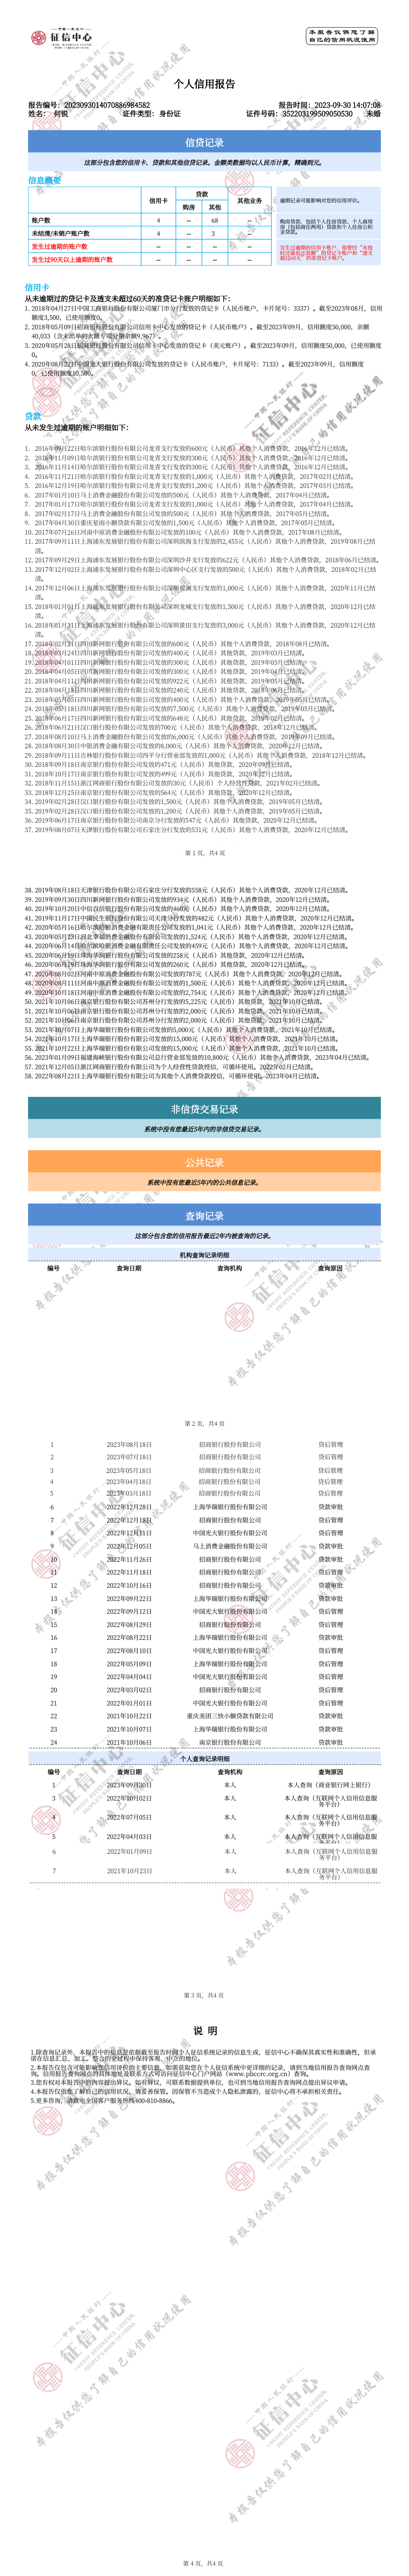 中国人民银行
征信中心
本报告仅供您了解
自己的信用状况使用
个人信用报告
报告编号：2023093014070886984582 报告时间：2023-09-30 14:07:08
姓名： 何锐 证件类型：身份证 证件号码：352203199509050530 未婚
信贷记录
这部分包含您的信用卡、贷款和其他信贷记录。金额类数据均以人民币计算，精确到元。
信息概要
信用卡 贷款 其他业务
购房 其他
逾期记录可能影响对您的信用评价。
账户数 4 -- 68 --
未结清/未销户账户数 4 -- 3 --
发生过逾期的账户数 -- -- -- --
发生过90天以上逾期的账户数 -- -- -- --
购房贷款，包括个人住房贷款、个人商用
房（包括商住两用）贷款和个人住房公积
金贷款。
发生过逾期的信用卡账户，指曾经“未按
时还最低还款额”的贷记卡账户和“透支
超过60天”的准贷记卡账户。
信用卡
从未逾期过的贷记卡及透支未超过60天的准贷记卡账户明细如下：
1. 2018年04月27日中国工商银行股份有限公司厦门市分行发放的贷记卡（人民币账户，卡片尾号：3337）。截至2023年08月，信用
额度3,500，已使用额度0。
2. 2018年05月09日招商银行股份有限公司信用卡中心发放的贷记卡（人民币账户）。截至2023年09月，信用额度50,000，余额
40,033（含未出单的大额专项分期余额9,967）。
3. 2020年05月28日招商银行股份有限公司信用卡中心发放的贷记卡（美元账户）。截至2023年09月，信用额度50,000，已使用额度
0。
4. 2020年08月22日中国光大银行股份有限公司发放的贷记卡（人民币账户，卡片尾号：7133）。截至2023年09月，信用额度
0，已使用额度10,500。
贷款
从未发生过逾期的账户明细如下：
1. 2016年09月22日哈尔滨银行股份有限公司龙青支行发放的600元（人民币）其他个人消费贷款，2016年12月已结清。
2. 2016年11月09日哈尔滨银行股份有限公司龙青支行发放的300元（人民币）其他个人消费贷款，2016年12月已结清。
3. 2016年11月14日哈尔滨银行股份有限公司龙青支行发放的300元（人民币）其他个人消费贷款，2016年12月已结清。
4. 2016年11月21日哈尔滨银行股份有限公司龙青支行发放的1,000元（人民币）其他个人消费贷款，2017年02月已结清。
5. 2016年12月19日哈尔滨银行股份有限公司龙青支行发放的1,200元（人民币）其他个人消费贷款，2017年03月已结清。
6. 2017年01月17日马上消费金融股份有限公司发放的500元（人民币）其他个人消费贷款，2017年04月已结清。
7. 2017年01月17日哈尔滨银行股份有限公司龙青支行发放的1,800元（人民币）其他个人消费贷款，2017年04月已结清。
8. 2017年02月17日马上消费金融股份有限公司发放的500元（人民币）其他个人消费贷款，2017年05月已结清。
9. 2017年04月30日重庆星雨小额贷款有限公司发放的1,500元（人民币）其他个人消费贷款，2017年05月已结清。
10. 2017年07月26日河南中原消费金融股份有限公司发放的100元（人民币）其他个人消费贷款，2017年08月已结清。
11. 2017年09月11日上海浦东发展银行股份有限公司深圳滨海支行发放的2,455元（人民币）其他个人消费贷款，2019年08月已结
清。
12. 2017年09月29日上海浦东发展银行股份有限公司深圳沙井支行发放的622元（人民币）其他个人消费贷款，2018年06月已结清。
13. 2017年12月02日上海浦东发展银行股份有限公司深圳中心区支行发放的500元（人民币）其他个人消费贷款，2018年02月已结
清。
14. 2017年12月06日上海浦东发展银行股份有限公司深圳观澜支行发放的1,000元（人民币）其他个人消费贷款，2020年11月已结
清。
15. 2018年01月01日上海浦东发展银行股份有限公司深圳龙城支行发放的1,500元（人民币）其他个人消费贷款，2020年12月已结
清。
16. 2018年01月21日上海浦东发展银行股份有限公司深圳景田支行发放的3,000元（人民币）其他个人消费贷款，2020年12月已结
清。
17. 2018年02月21日四川新网银行股份有限公司发放的600元（人民币）其他个人消费贷款，2018年08月已结清。
18. 2018年03月24日四川新网银行股份有限公司发放的400元（人民币）其他贷款，2019年03月已结清。
19. 2018年04月01日四川新网银行股份有限公司发放的300元（人民币）其他贷款，2019年03月已结清。
20. 2018年04月05日四川新网银行股份有限公司发放的300元（人民币）其他贷款，2019年04月已结清。
21. 2018年04月11日四川新网银行股份有限公司发放的922元（人民币）其他贷款，2019年05月已结清。
22. 2018年04月18日四川新网银行股份有限公司发放的240元（人民币）其他贷款，2018年06月已结清。
23. 2018年05月05日四川新网银行股份有限公司发放的400元（人民币）其他个人消费贷款，2019年05月已结清。
24. 2018年05月18日四川新网银行股份有限公司发放的7,500元（人民币）其他个人消费贷款，2019年05月已结清。
25. 2018年06月17日四川新网银行股份有限公司发放的648元（人民币）其他贷款，2019年02月已结清。
26. 2018年06月22日汉口银行股份有限公司发放的700元（人民币）其他个人消费贷款，2018年12月已结清。
27. 2018年08月10日马上消费金融股份有限公司发放的6,000元（人民币）其他个人消费贷款，2019年09月已结清。
28. 2018年08月30日中银消费金融有限公司发放的8,000元（人民币）其他个人消费贷款，2020年12月已结清。
29. 2018年09月11日吉林银行股份有限公司四平分行营业部发放的1,000元（人民币）其他个人消费贷款，2018年12月已结清。
30. 2018年09月11日南京银行股份有限公司发放的471元（人民币）其他贷款，2020年09月已结清。
31. 2018年10月17日南京银行股份有限公司发放的499元（人民币）其他贷款，2020年12月已结清。
32. 2018年11月15日浙江网商银行股份有限公司发放的30元（人民币）个人经营性贷款，2021年02月已结清。
33. 2018年12月25日南京银行股份有限公司发放的564元（人民币）其他贷款，2020年12月已结清。
34. 2019年02月28日汉口银行股份有限公司发放的1,500元（人民币）其他个人消费贷款，2019年05月已结清。
35. 2019年02月28日汉口银行股份有限公司发放的1,200元（人民币）其他个人消费贷款，2019年05月已结清。
36. 2019年06月17日南京银行股份有限公司南京分行发放的547元（人民币）其他贷款，2020年12月已结清。
37. 2019年08月07日天津银行股份有限公司石家庄分行发放的531元（人民币）其他个人消费贷款，2020年12月已结清。
第 1 页，共4 页
38. 2019年08月18日天津银行股份有限公司石家庄分行发放的558元（人民币）其他个人消费贷款，2020年12月已结清。
39. 2019年09月30日四川新网银行股份有限公司发放的934元（人民币）其他个人消费贷款，2020年12月已结清。
40. 2019年10月20日中信百信银行股份有限公司发放的460元（人民币）其他个人消费贷款，2020年12月已结清。
41. 2019年11月17日中国民生银行股份有限公司天津分行发放的482元（人民币）其他个人消费贷款，2020年12月已结清。
42. 2020年05月17日哈尔滨哈银消费金融有限责任公司发放的1,041元（人民币）其他个人消费贷款，2020年12月已结清。
43. 2020年05月23日河北幸福消费金融股份有限公司发放的1,524元（人民币）其他个人消费贷款，2020年12月已结清。
44. 2020年06月14日哈尔滨哈银消费金融有限责任公司发放的459元（人民币）其他个人消费贷款，2020年12月已结清。
45. 2020年06月19日珠海华润银行股份有限公司发放的258元（人民币）其他个人消费贷款，2020年12月已结清。
46. 2020年06月29日珠海华润银行股份有限公司发放的260元（人民币）其他个人消费贷款，2020年12月已结清。
47. 2020年08月02日河南中原消费金融股份有限公司发放的787元（人民币）其他个人消费贷款，2020年12月已结清。
48. 2020年08月11日河南中原消费金融股份有限公司发放的1,500元（人民币）其他个人消费贷款，2020年12月已结清。
49. 2020年10月18日河南中原消费金融股份有限公司发放的2,754元（人民币）其他个人消费贷款，2020年12月已结清。
南京银行股份有限公司苏州分行发放的5,225元（人民币）其他贷款，2021年10月已结清。
51. 2021年10月06日南京银行股份有限公司苏州分行发放的2,000元（人民币）其他贷款，2021年10月已结清。
52. 2021年10月06日南京银行股份有限公司苏州分行发放的2,000元（人民币）其他贷款，2021年10月已结清。
53. 2021年10月07日上海华瑞银行股份有限公司发放的5,000元（人民币）其他个人消费贷款，2021年10月已结清。
54. 2021年10月17日上海华瑞银行股份有限公司发放的15,000元（人民币）其他个人消费贷款，2021年10月已结清。
55. 2021年10月22日上海华瑞银行股份有限公司发放的15,000元（人民币）其他个人消费贷款，2021年10月已结清。
56. 2023年01月09日福建海峡银行股份有限公司总行营业部发放的10,800元（人民币）其他个人消费贷款，2023年04月已结清。
57. 2021年12月05日浙江网商银行股份有限公司为个人经营性贷款授信，可循环使用。2022年02月已结清。
58. 2022年08月22日上海华瑞银行股份有限公司为其他个人消费贷款授信，可循环使用。2023年04月已结清。
非信贷交易记录
系统中没有您最近5年内的非信贷交易记录。
公共记录
系统中没有您最近5年内的公共信息记录。
查询记录
这部分包含您的信用报告最近2年内被查询的记录。
机构查询记录明细
编号 查询日期 查询机构 查询原因
第 2 页，共4 页
1 2023年08月18日 招商银行股份有限公司 贷后管理
2 2023年07月18日 招商银行股份有限公司 贷后管理
3 2023年05月18日 招商银行股份有限公司 贷后管理
4 2023年04月18日 招商银行股份有限公司 贷后管理
5 2023年03月18日 招商银行股份有限公司 贷后管理
6 2022年12月28日 上海华瑞银行股份有限公司 贷款审批
7 2022年12月18日 招商银行股份有限公司 贷后管理
8 2022年12月11日 中国光大银行股份有限公司 贷后管理
9 2022年12月05日 马上消费金融股份有限公司 贷款审批
10 2022年11月26日 招商银行股份有限公司 贷款审批
11 2022年11月18日 招商银行股份有限公司 贷后管理
12 2022年10月16日 招商银行股份有限公司 贷款审批
13 2022年09月22日 上海华瑞银行股份有限公司 贷款审批
14 2022年09月12日 中国光大银行股份有限公司 贷后管理
15 2022年08月29日 招商银行股份有限公司 贷后管理
16 2022年08月22日 上海华瑞银行股份有限公司 贷款审批
17 2022年06月10日 中国光大银行股份有限公司 贷后管理
18 2022年05月09日 上海华瑞银行股份有限公司 贷后管理
19 2022年04月04日 中国光大银行股份有限公司 贷后管理
20 2022年03月02日 招商银行股份有限公司 贷后管理
21 2022年01月01日 中国光大银行股份有限公司 贷后管理
22 2021年10月22日 重庆美团三快小额贷款有限公司 贷款审批
23 2021年10月07日 上海华瑞银行股份有限公司 贷款审批
24 2021年10月06日 南京银行股份有限公司 贷款审批
个人查询记录明细
编号 查询日期 查询机构 查询原因
1 2023年09月30日 本人 本人查询（商业银行网上银行）
3 2022年10月02日 本人 本人查询（互联网个人信用信息服
务平台）
4 2022年07月05日 本人 本人查询（互联网个人信用信息服
务平台）
5 2022年04月03日 本人 本人查询（互联网个人信用信息服
务平台）
6 2022年01月09日 本人 本人查询（互联网个人信用信息服
务平台）
7 2021年10月23日 本人 本人查询（互联网个人信用信息服
务平台）
第 3 页，共4 页
说 明
1.除查询记录外，本报告中的信息是依据截至报告时间个人征信系统记录的信息生成，征信中心不确保其真实性和准确性，但承
诺在信息汇总、加工、整合的全过程中保持客观、中立的地位。
2.本报告仅包含可能影响您信用评价的主要信息，如需获取您在个人征信系统中更详细的记录，请到当地信用报告查询网点查
询。信用报告查询网点的具体地址及联系方式可访问征信中心门户网站（www.pbccrc.org.cn）查询。
3.您有权对本报告中的内容提出异议。如有异议，可联系数据提供单位，也可到当地信用报告查询网点提出异议申请。
4.本报告仅供您了解自己的信用状况，请妥善保管。因保管不当造成个人隐私泄露的，征信中心将不承担相关责任。
5.更多咨询，请致电全国客户服务热线400-810-8866。
第 4 页，共4 页